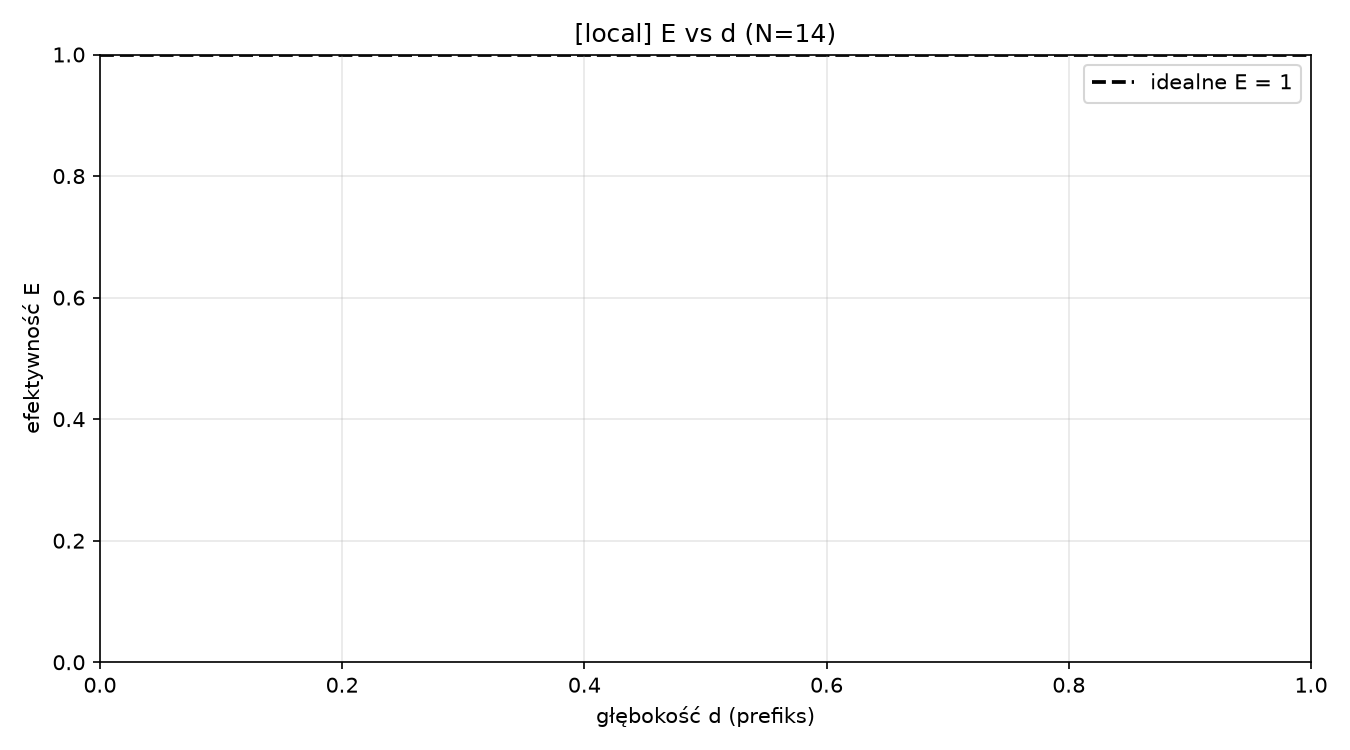 [local] E vs d (N=14)
idealne E = 1
efektywność E
1.0
0.8
0.6
0.4
0.2
0.0
0.0 0.2 0.4 0.6 0.8 1.0
głębokość d (prefiks)